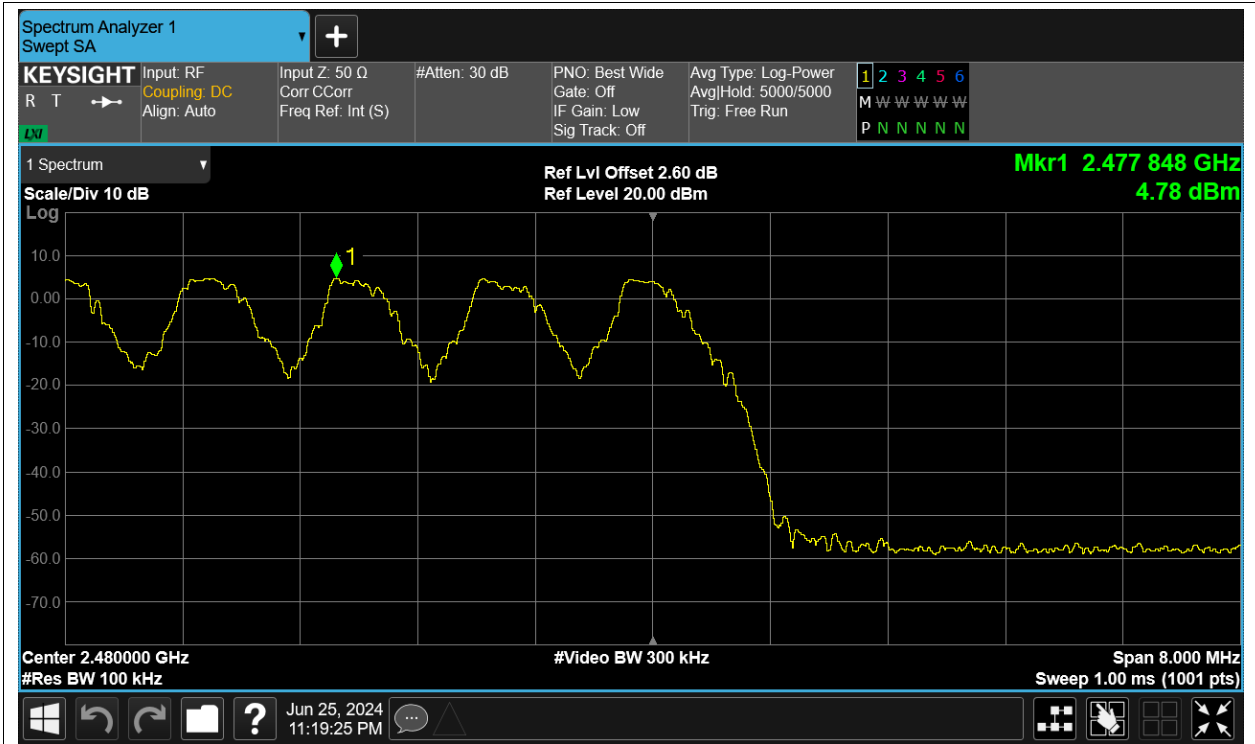 Spectrum Analyzer 1
Swept SA
KEYSIGHT
R T
LXI
Input: RF
Coupling: DC
Align: Auto
Input Z: 50 Ω
Corr CCorr
Freq Ref: Int (S)
#Atten: 30 dB
PNO: Best Wide
Gate: Off
IF Gain: Low
Sig Track: Off
Avg Type: Log-Power
Avg|Hold: 5000/5000
Trig: Free Run
1 2 3 4 5 6
M W W W W W
P N N N N N
1 Spectrum
Scale/Div 10 dB
Log
Ref Lvl Offset 2.60 dB
Ref Level 20.00 dBm
Mkr1 2.477 848 GHz
4.78 dBm
1
10.0
0.00
-10.0
-20.0
-30.0
-40.0
-50.0
-60.0
-70.0
Center 2.480000 GHz
#Res BW 100 kHz
#Video BW 300 kHz
Span 8.000 MHz
Sweep 1.00 ms (1001 pts)
?
Jun 25, 2024
11:19:25 PM